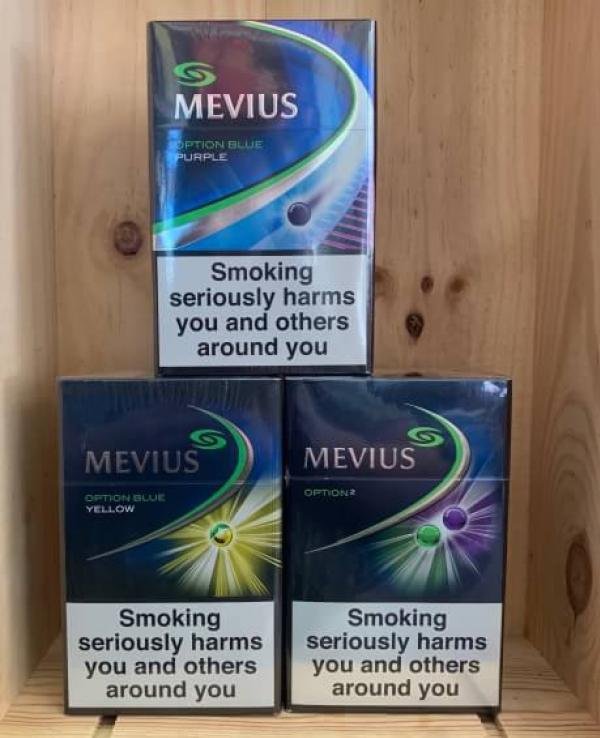 MEVIUS
OPTION BLUE
PURPLE
Smoking
seriously harms
you and others
around you
MEVIUS
OPTION BLUE
YELLOW
Smoking
seriously harms
you and others
around you
MEVIUS
OPTION²
Smoking
seriously harms
you and others
around you